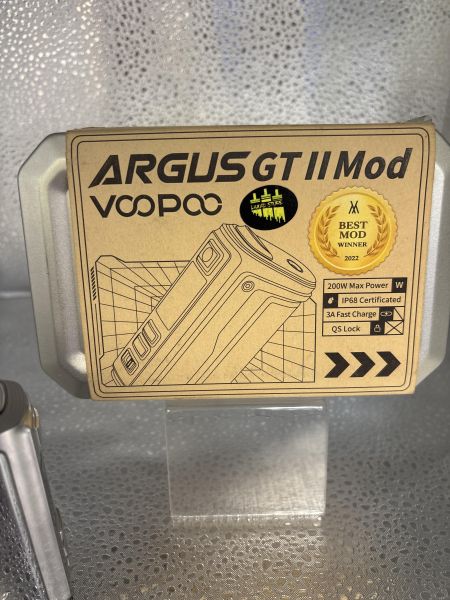 ARGUS GT II Mod
VOOPOO
BEST
MOD
WINNER
2022
200W Max Power W
IP68 Certificated
3A Fast Charge
QS Lock